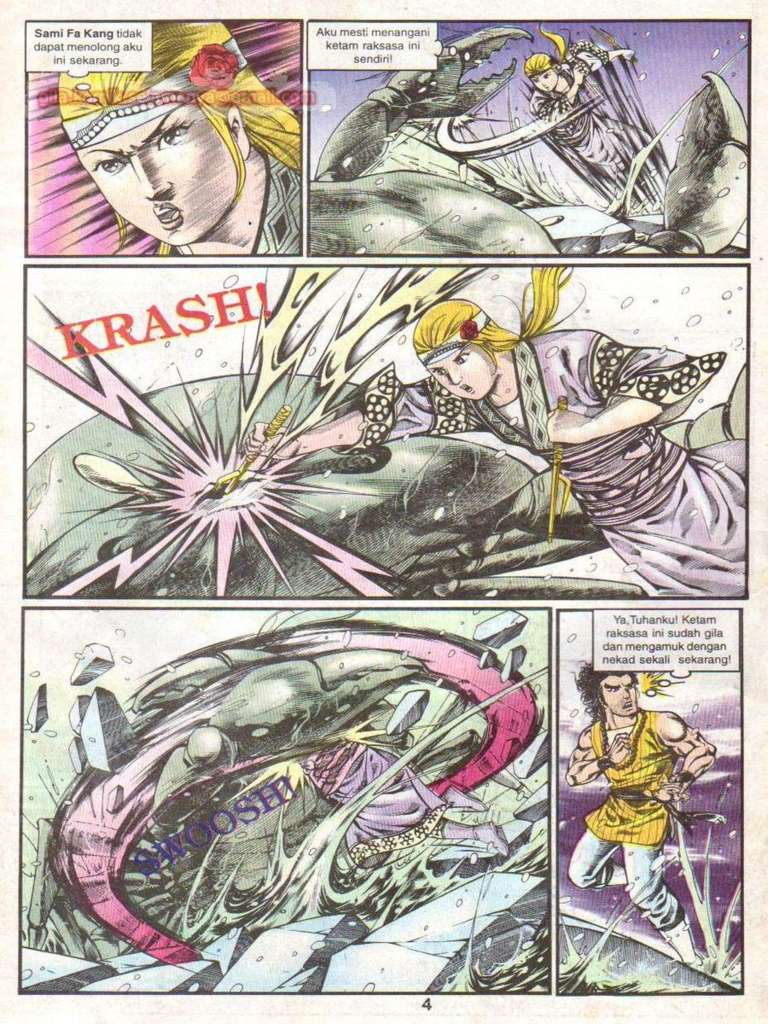 Sami Fa Kang tidak
dapat menolong aku
ini sekarang.
Aku mesti menangani
ketam raksasa ini
sendiri!
KRASH!
SWOOSH!
Ya,Tuhanku! Ketam
raksasa ini sudah gila
dan mengamuk dengan
nekad sekali sekarang!
4